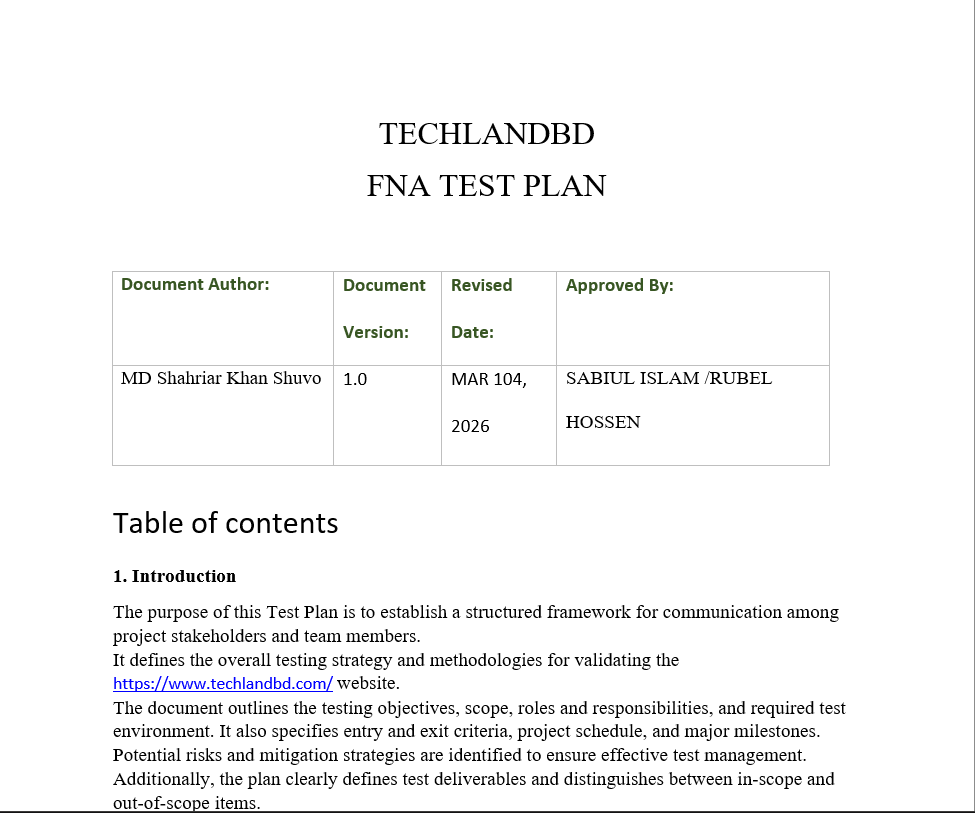 TECHLANDBD
FNA TEST PLAN
Document Author:
Document
Version:
Revised
Date:
Approved By:
MD Shahriar Khan Shuvo
1.0
MAR 104,
2026
SABIUL ISLAM /RUBEL
HOSSEN
Table of contents
1. Introduction
The purpose of this Test Plan is to establish a structured framework for communication among
project stakeholders and team members.
It defines the overall testing strategy and methodologies for validating the
https://www.techlandbd.com/ website.
The document outlines the testing objectives, scope, roles and responsibilities, and required test
environment. It also specifies entry and exit criteria, project schedule, and major milestones.
Potential risks and mitigation strategies are identified to ensure effective test management.
Additionally, the plan clearly defines test deliverables and distinguishes between in-scope and
out-of-scope items.